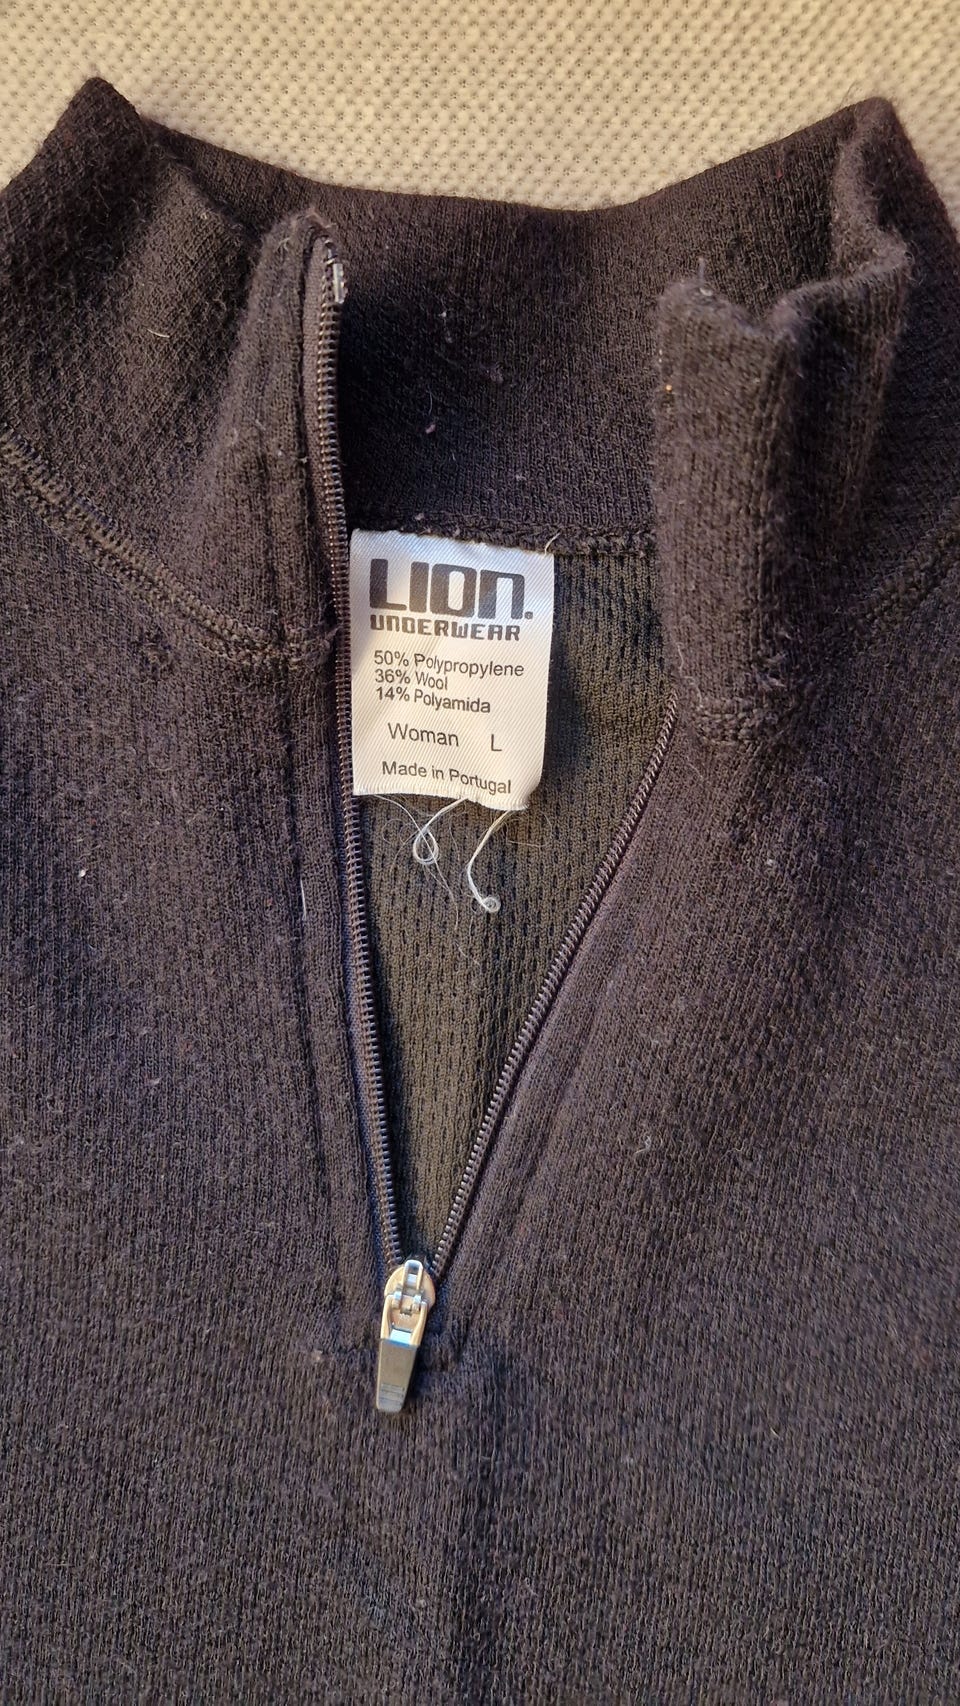 LION.
UNDERWEAR
50% Polypropylene
36% Wool
14% Polyamida
Woman L
Made in Portugal